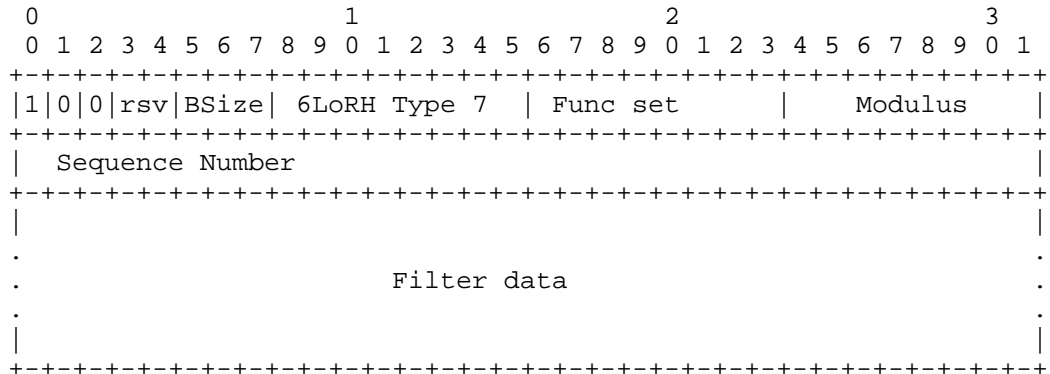 0                   1                   2                   3
 0 1 2 3 4 5 6 7 8 9 0 1 2 3 4 5 6 7 8 9 0 1 2 3 4 5 6 7 8 9 0 1
+-+-+-+-+-+-+-+-+-+-+-+-+-+-+-+-+-+-+-+-+-+-+-+-+-+-+-+-+-+-+-+-+
|1|0|0|rsv|BSize| 6LoRH Type 7  | Func set      |    Modulus    |
+-+-+-+-+-+-+-+-+-+-+-+-+-+-+-+-+-+-+-+-+-+-+-+-+-+-+-+-+-+-+-+-+
|  Sequence Number                                              |
+-+-+-+-+-+-+-+-+-+-+-+-+-+-+-+-+-+-+-+-+-+-+-+-+-+-+-+-+-+-+-+-+
|                                                               |
.                                                               .
.                       Filter data                             .
.                                                               .
|                                                               |
+-+-+-+-+-+-+-+-+-+-+-+-+-+-+-+-+-+-+-+-+-+-+-+-+-+-+-+-+-+-+-+-+